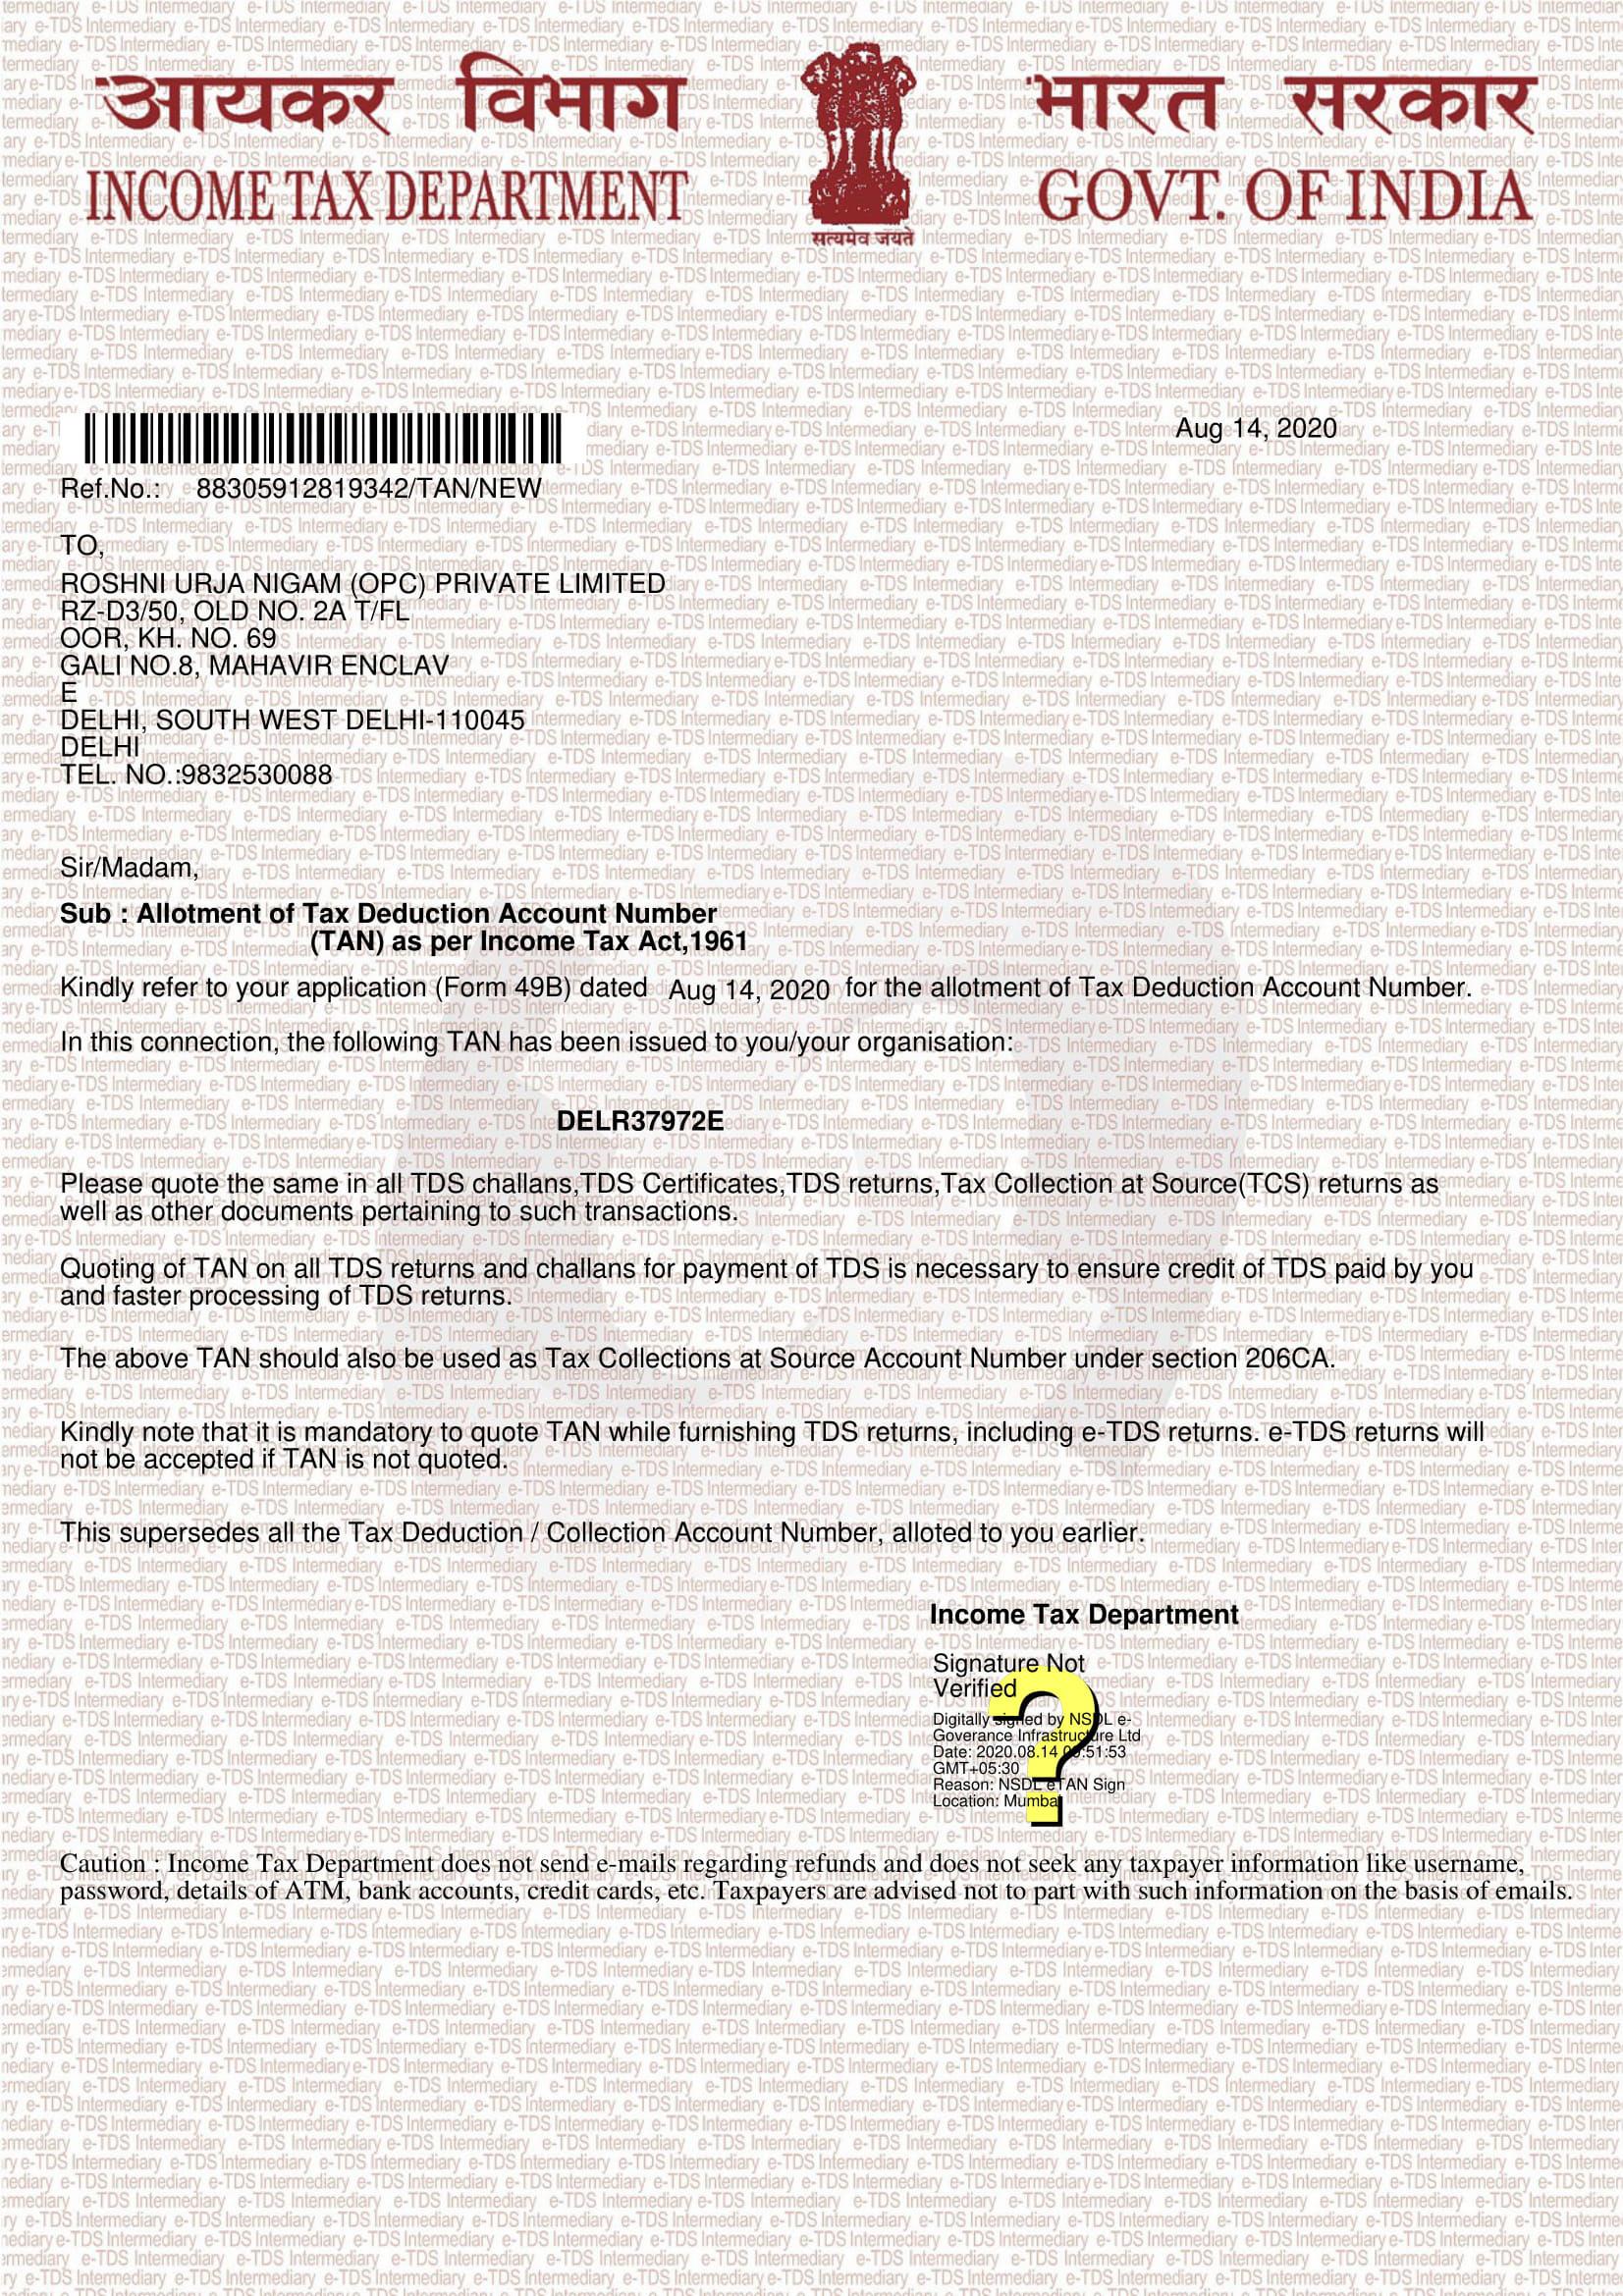 आयकर विभाग
INCOME TAX DEPARTMENT
सत्यमेव जयते
भारत सरकार
GOVT. OF INDIA
Aug 14, 2020
Ref.No.: 88305912819342/TAN/NEW
TO,
ROSHNI URJA NIGAM (OPC) PRIVATE LIMITED
RZ-D3/50, OLD NO. 2A T/FL
OOR, KH. NO. 69
GALI NO.8, MAHAVIR ENCLAV
E
DELHI, SOUTH WEST DELHI-110045
DELHI
TEL. NO.:9832530088
Sir/Madam,
Sub : Allotment of Tax Deduction Account Number
(TAN) as per Income Tax Act,1961
Kindly refer to your application (Form 49B) dated Aug 14, 2020 for the allotment of Tax Deduction Account Number.
In this connection, the following TAN has been issued to you/your organisation:
DELR37972E
Please quote the same in all TDS challans,TDS Certificates,TDS returns,Tax Collection at Source(TCS) returns as
well as other documents pertaining to such transactions.
Quoting of TAN on all TDS returns and challans for payment of TDS is necessary to ensure credit of TDS paid by you
and faster processing of TDS returns.
The above TAN should also be used as Tax Collections at Source Account Number under section 206CA.
Kindly note that it is mandatory to quote TAN while furnishing TDS returns, including e-TDS returns. e-TDS returns will
not be accepted if TAN is not quoted.
This supersedes all the Tax Deduction / Collection Account Number, alloted to you earlier.
Income Tax Department
Signature Not
Verified
Digitally signed by NSDL e-
Goverance Infrastructure Ltd
Date: 2020.08.14
GMT+05:30
Reason: NSDL eTAN Sign
Location: Mumbai
Caution : Income Tax Department does not send e-mails regarding refunds and does not seek any taxpayer information like username,
password, details of ATM, bank accounts, credit cards, etc. Taxpayers are advised not to part with such information on the basis of emails.